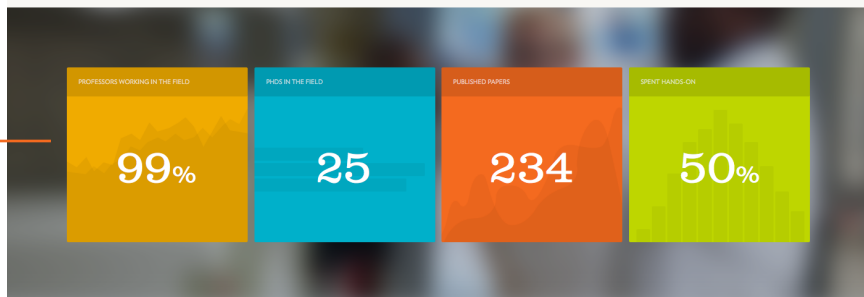 PROFESSORS WORKING IN THE FIELD
99%
PHDS IN THE FIELD
25
PUBLISHED PAPERS
234
SPENT HANDS-ON
50%